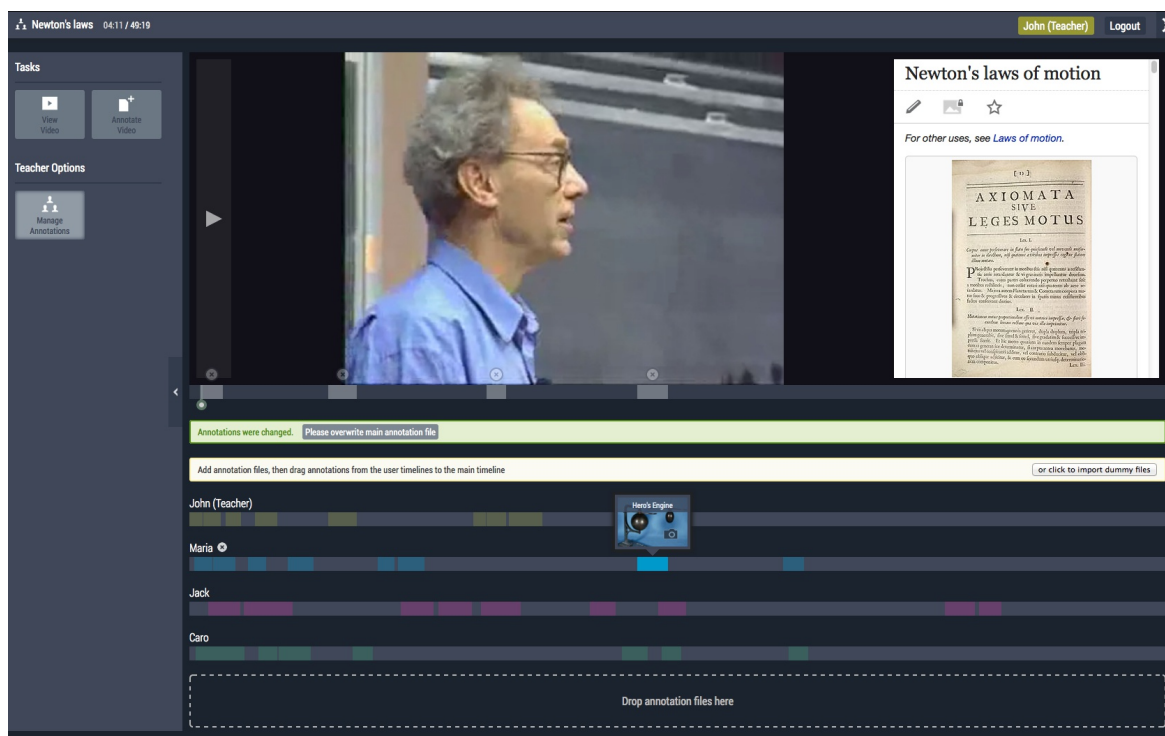 Newton's laws 04:11 / 49:19
John (Teacher)
Logout
Tasks
View
Video
Annotate
Video
Teacher Options
Manage
Annotations
Newton's laws of motion
For other uses, see Laws of motion.
AXIOMATA
SIVE
LEGES MOTUS
Annotations were changed. Please overwrite main annotation file
Add annotation files, then drag annotations from the user timelines to the main timeline
or click to import dummy files
John (Teacher)
Hero's Engine
Maria
Jack
Caro
Drop annotation files here